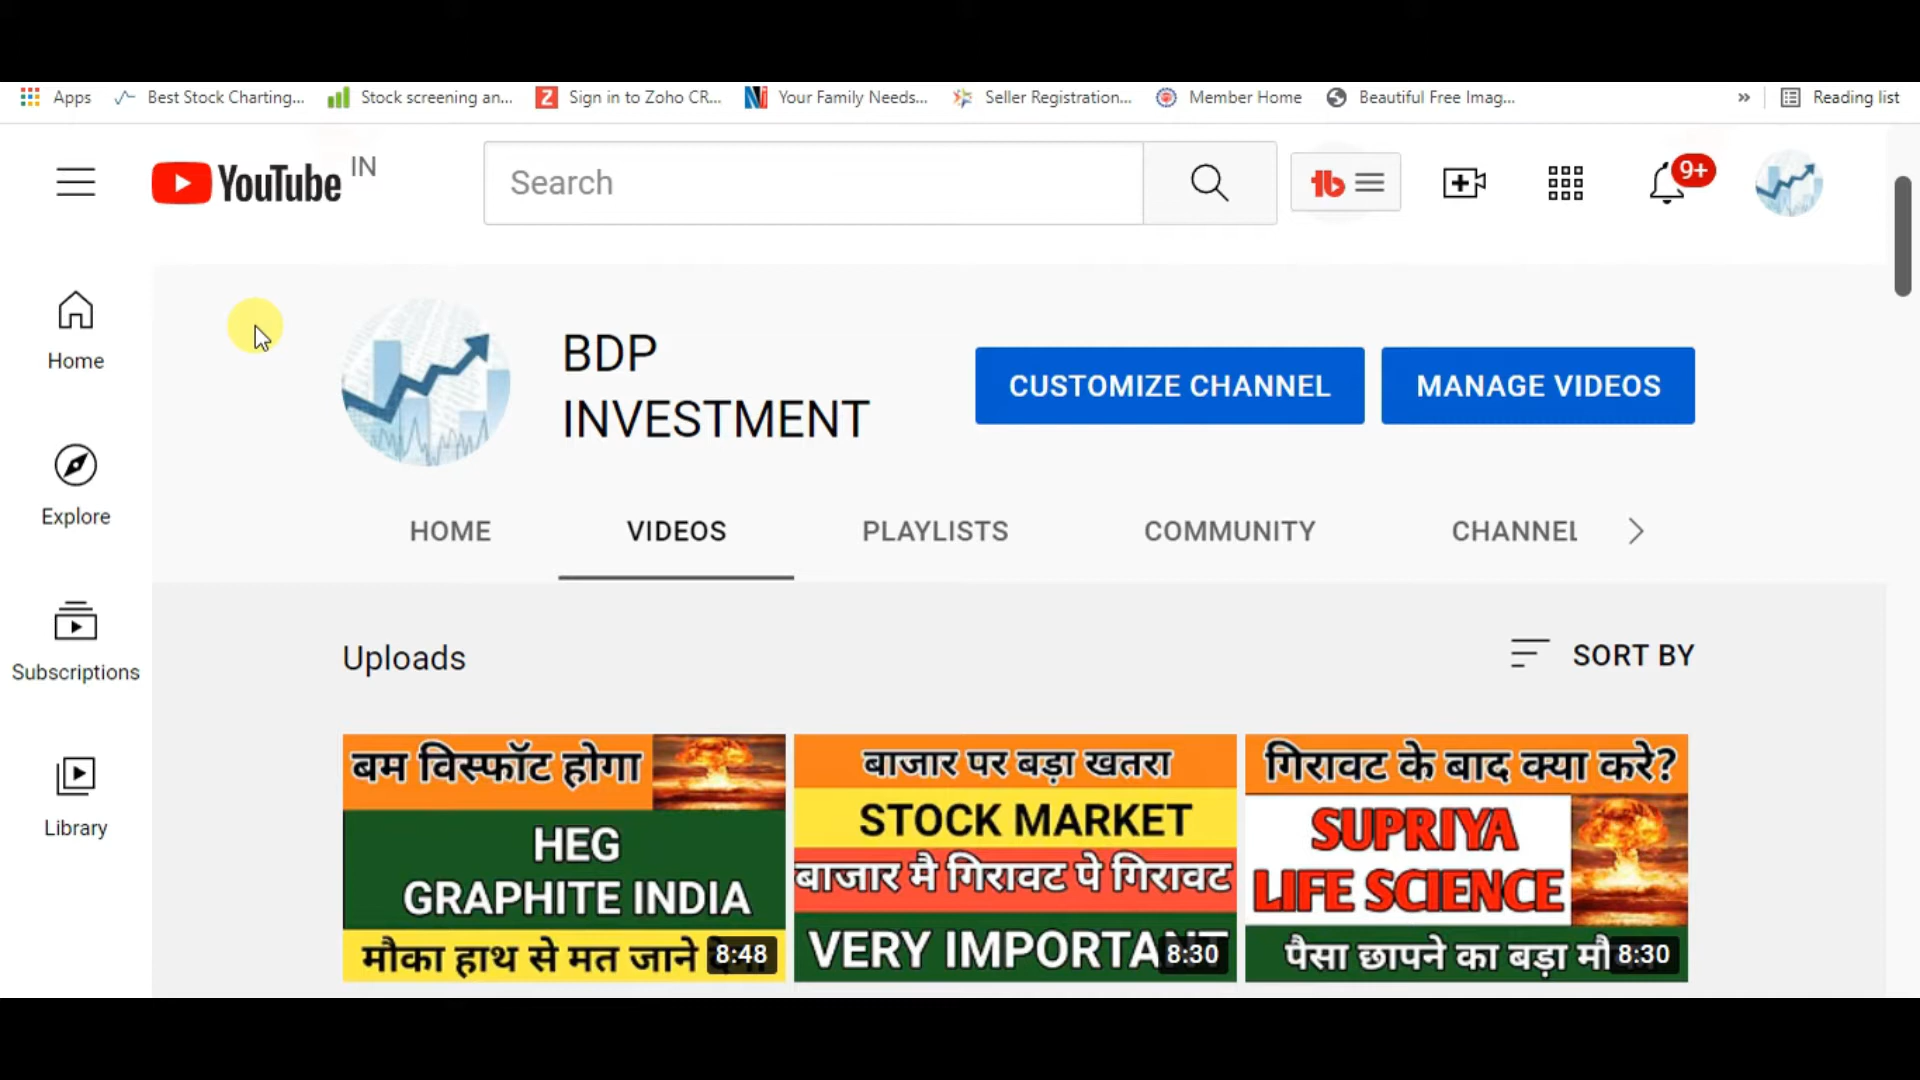 Apps Best Stock Charting... Stock screening an... Sign in to Zoho CR... Your Family Needs... Seller Registration... Member Home Beautiful Free Imag... » Reading list
YouTube IN
Search
9+
Home
Explore
Subscriptions
Library
BDP
INVESTMENT
CUSTOMIZE CHANNEL
MANAGE VIDEOS
HOME VIDEOS PLAYLISTS COMMUNITY CHANNEL
Uploads
SORT BY
बम विस्फॉट होगा
HEG
GRAPHITE INDIA
मौका हाथ से मत जाने
8:48
बाजार पर बड़ा खतरा
STOCK MARKET
बाजार मै गिरावट पे गिरावट
VERY IMPORTANT
8:30
गिरावट के बाद क्या करे?
SUPRIYA
LIFE SCIENCE
पैसा छापने का बड़ा
8:30